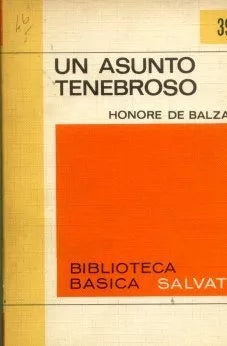 39
UN ASUNTO
TENEBROSO
HONORE DE BALZA
BIBLIOTECA
BASICA SALVAT